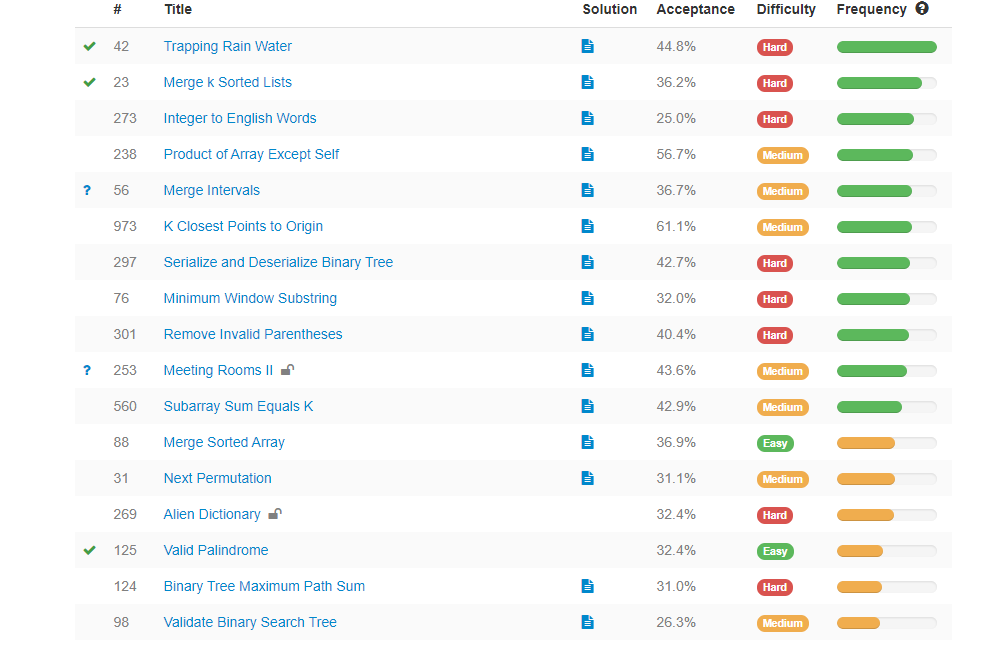 # Title Solution Acceptance Difficulty Frequency ?
42 Trapping Rain Water 44.8% Hard
23 Merge k Sorted Lists 36.2% Hard
273 Integer to English Words 25.0% Hard
238 Product of Array Except Self 56.7% Medium
? 56 Merge Intervals 36.7% Medium
973 K Closest Points to Origin 61.1% Medium
297 Serialize and Deserialize Binary Tree 42.7% Hard
76 Minimum Window Substring 32.0% Hard
301 Remove Invalid Parentheses 40.4% Hard
? 253 Meeting Rooms II 43.6% Medium
560 Subarray Sum Equals K 42.9% Medium
88 Merge Sorted Array 36.9% Easy
31 Next Permutation 31.1% Medium
269 Alien Dictionary 32.4% Hard
125 Valid Palindrome 32.4% Easy
124 Binary Tree Maximum Path Sum 31.0% Hard
98 Validate Binary Search Tree 26.3% Medium